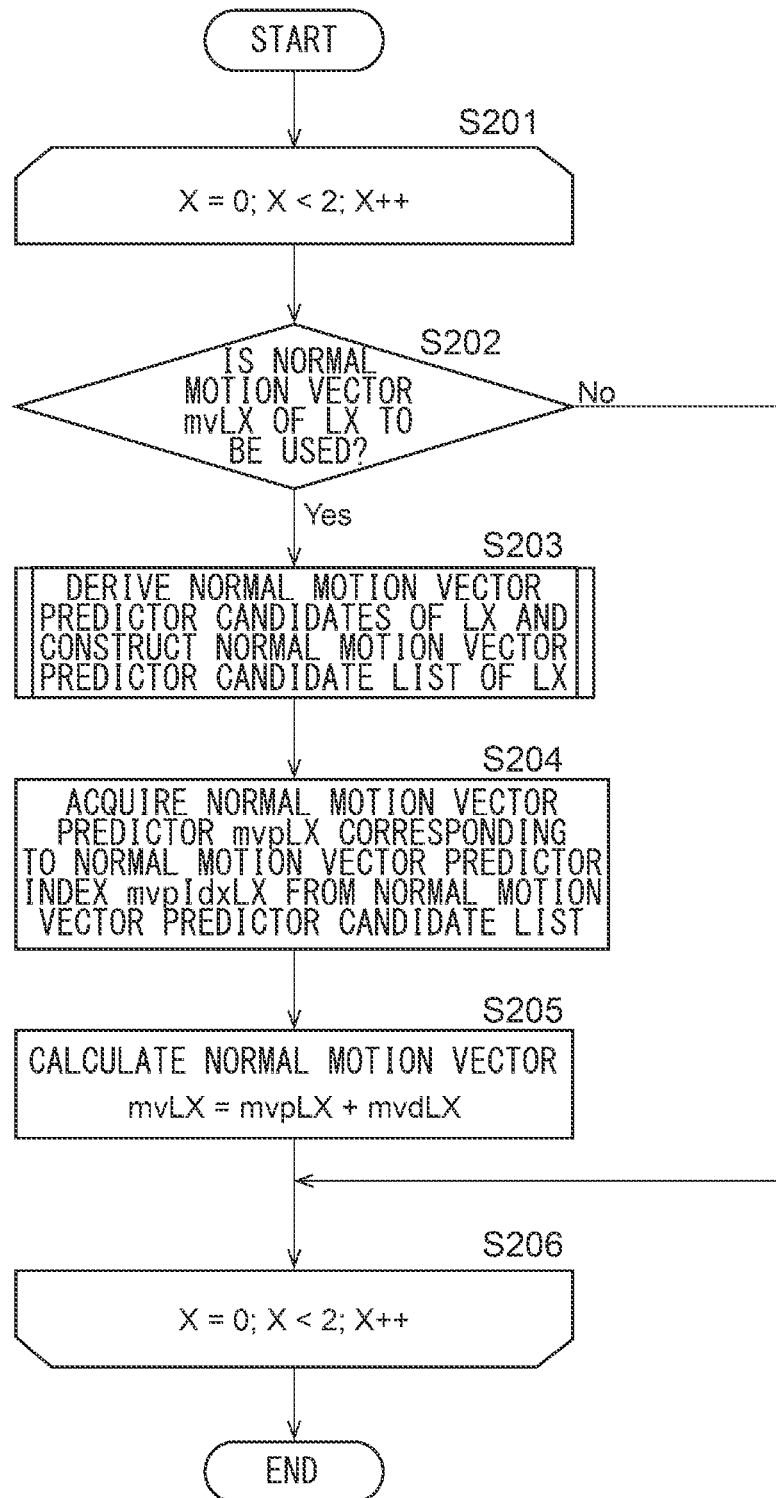 START
S201
X = 0; X < 2; X++
S202
IS NORMAL
MOTION VECTOR
mvLX OF LX TO
BE USED?
No
Yes
S203
DERIVE NORMAL MOTION VECTOR
PREDICTOR CANDIDATES OF LX AND
CONSTRUCT NORMAL MOTION VECTOR
PREDICTOR CANDIDATE LIST OF LX
S204
ACQUIRE NORMAL MOTION VECTOR
PREDICTOR mvpLX CORRESPONDING
TO NORMAL MOTION VECTOR PREDICTOR
INDEX mvpIdxLX FROM NORMAL MOTION
VECTOR PREDICTOR CANDIDATE LIST
S205
CALCULATE NORMAL MOTION VECTOR
mvLX = mvpLX + mvdLX
S206
X = 0; X < 2; X++
END